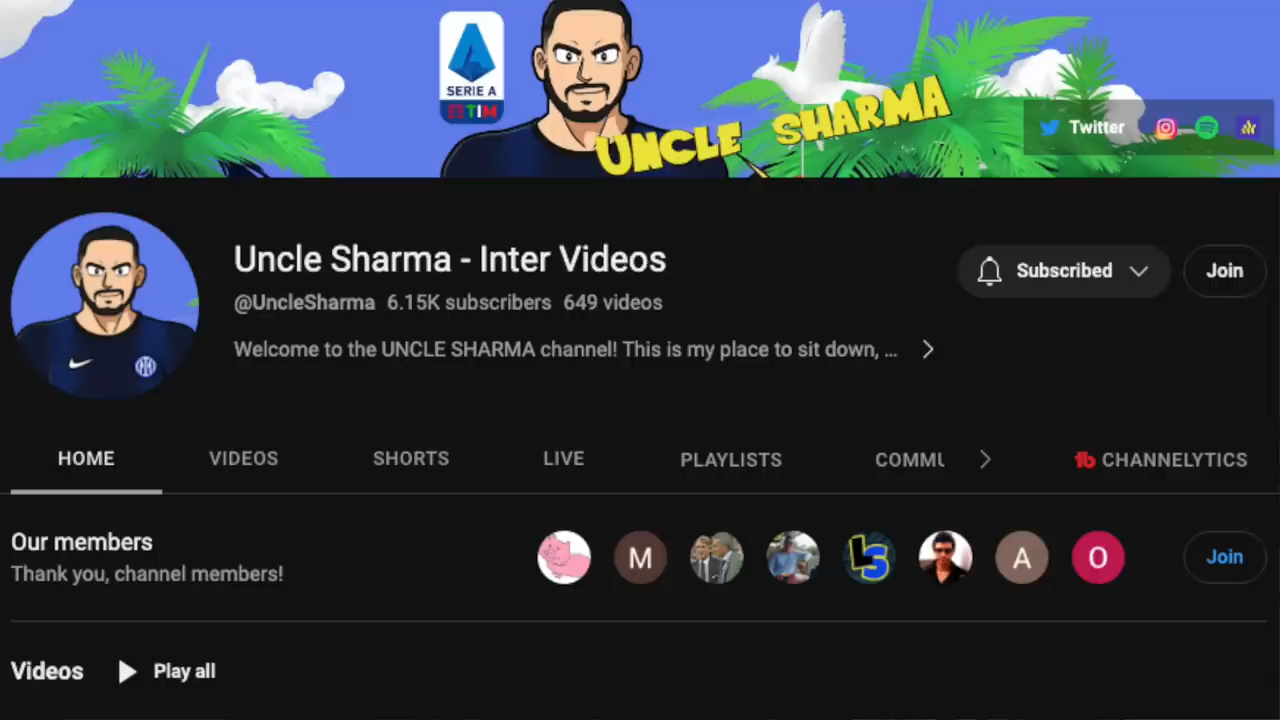 SERIE A
TIM
UNCLE SHARMA
Twitter
Uncle Sharma - Inter Videos
@UncleSharma 6.15K subscribers 649 videos
Subscribed
Join
Welcome to the UNCLE SHARMA channel! This is my place to sit down, ...
HOME VIDEOS SHORTS LIVE PLAYLISTS COMMU CHANNELYTICS
Our members
Thank you, channel members!
M
LS
A
O
Join
Videos Play all